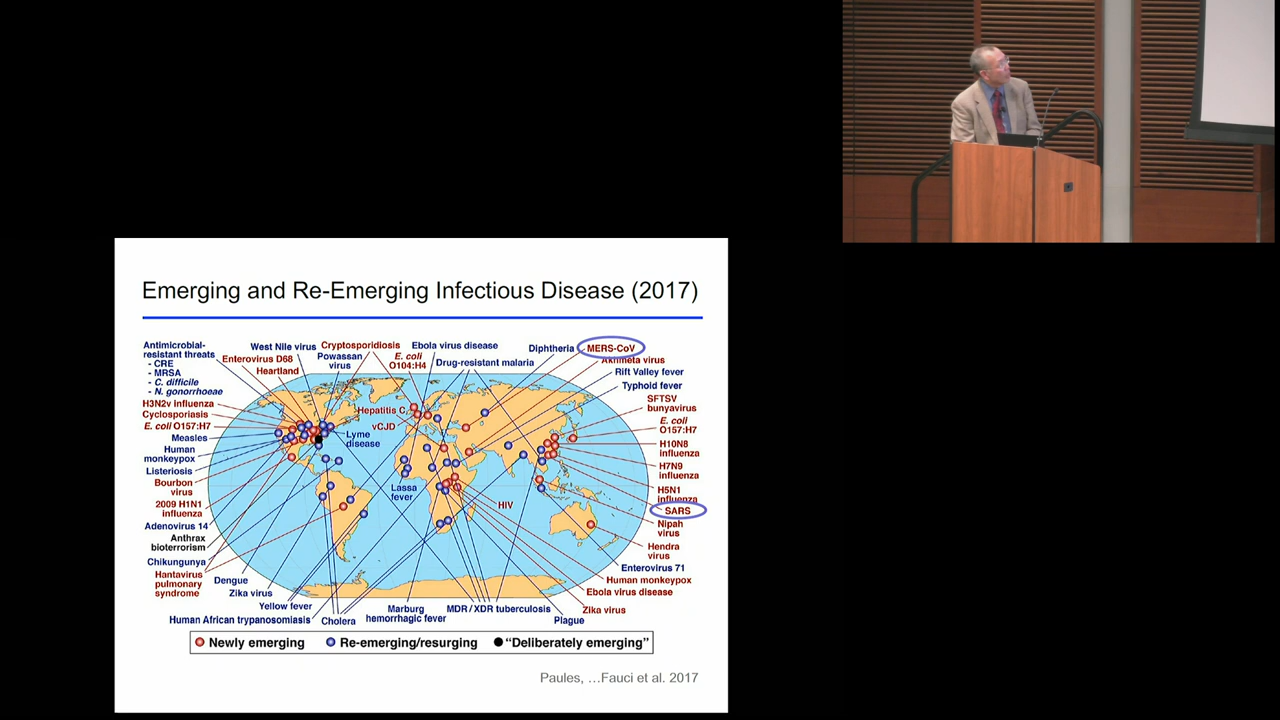 Emerging and Re-Emerging Infectious Disease (2017)
Antimicrobial-
resistant threats
- CRE
- MRSA
- C. difficile
- N. gonorrhoeae
H3N2v influenza
Cyclosporiasis
E. coli O157:H7
Measles
Human
monkeypox
Listeriosis
Bourbon
virus
2009 H1N1
influenza
Adenovirus 14
Anthrax
bioterrorism
Chikungunya
Hantavirus
pulmonary
syndrome
West Nile virus
Enterovirus D68
Heartland
Cryptosporidiosis
Powassan
virus
E. coli
O104:H4
Ebola virus disease
Drug-resistant malaria
Diphtheria
MERS-CoV
Akhmeta virus
Rift Valley fever
Typhoid fever
SFTSV
bunyavirus
E. coli
O157:H7
H10N8
influenza
H7N9
influenza
H5N1
influenza
SARS
Nipah
virus
Hendra
virus
Enterovirus 71
Human monkeypox
Ebola virus disease
Zika virus
Plague
Hepatitis C
vCJD
Lyme
disease
Lassa
fever
HIV
Dengue
Zika virus
Yellow fever
Human African trypanosomiasis
Cholera
Marburg
hemorrhagic fever
MDR / XDR tuberculosis
Newly emerging
Re-emerging/resurging
“Deliberately emerging”
Paules, …Fauci et al. 2017